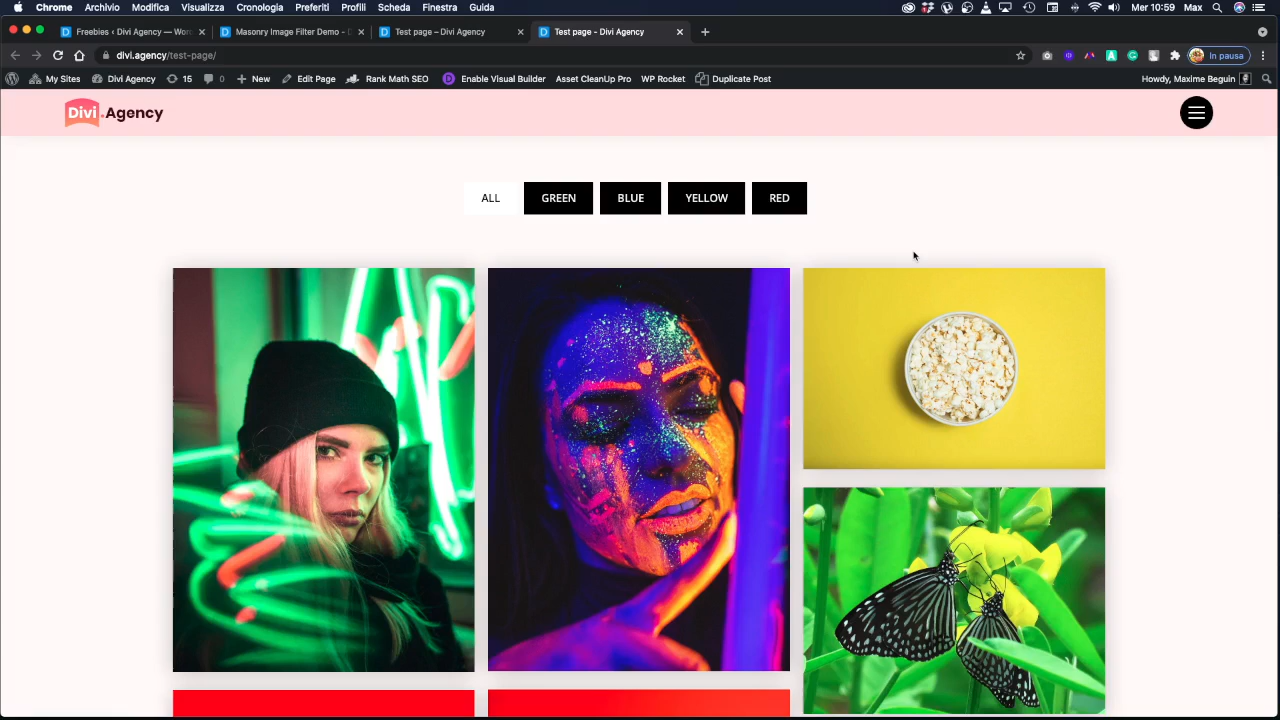 Chrome Archivio Modifica Visualizza Cronologia Preferiti Profili Scheda Finestra Guida Mer 10:59 Max
Freebies ‹ Divi Agency — Wor
Masonry Image Filter Demo - D
Test page – Divi Agency
Test page - Divi Agency
divi.agency/test-page/
In pausa
My Sites Divi Agency 15 0 New Edit Page Rank Math SEO Enable Visual Builder Asset CleanUp Pro WP Rocket Duplicate Post Howdy, Maxime Beguin
Divi.Agency
ALL GREEN BLUE YELLOW RED